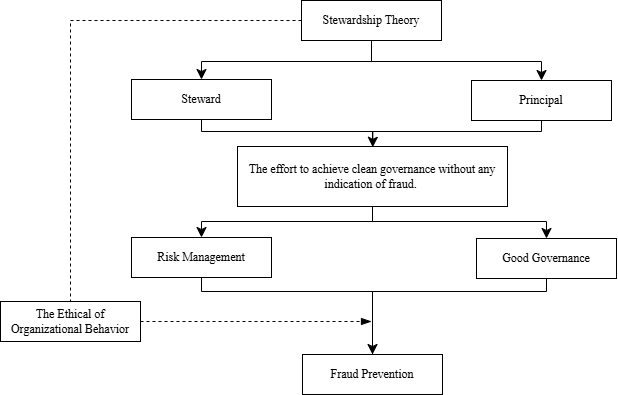 Stewardship Theory
Steward
Principal
The effort to achieve clean governance without any
indication of fraud.
Risk Management
Good Governance
The Ethical of
Organizational Behavior
Fraud Prevention